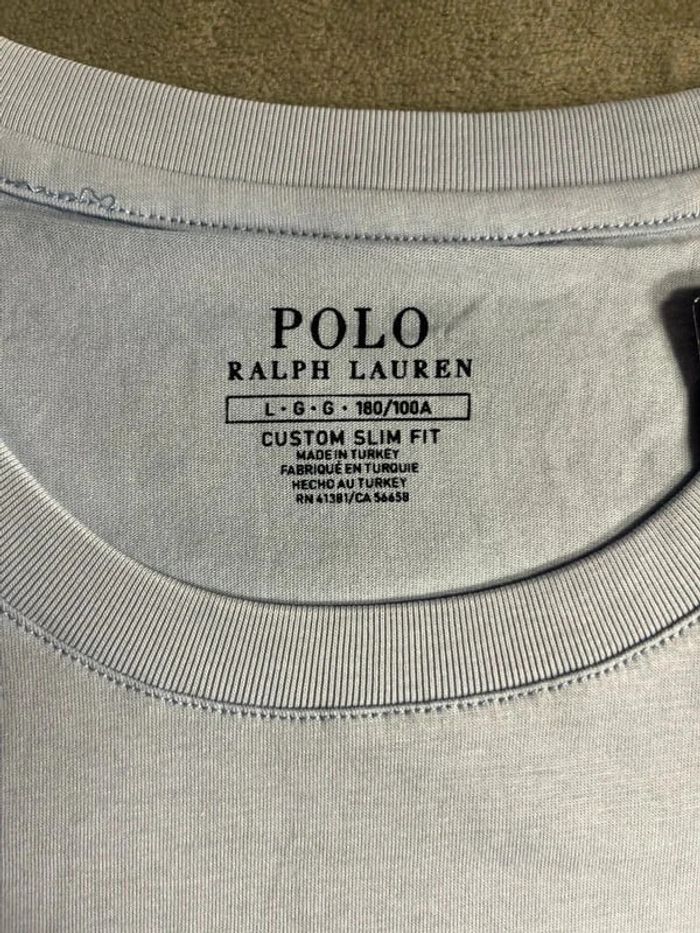 POLO
RALPH LAUREN
L • G • G • 180/100A
CUSTOM SLIM FIT
MADE IN TURKEY
FABRIQUÉ EN TURQUIE
HECHO AU TURKEY
RN 41381/CA 56658